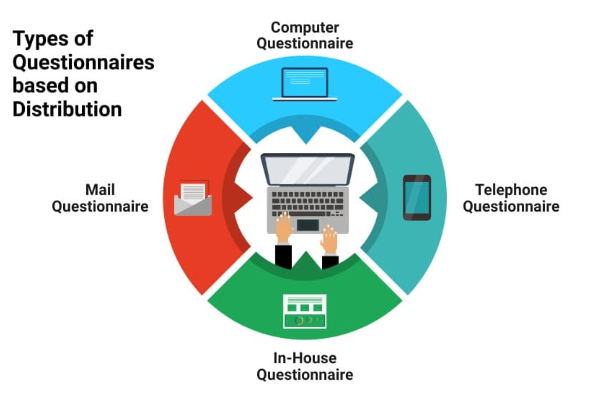 Types of
Questionnaires
based on
Distribution
Computer
Questionnaire
Mail
Questionnaire
Telephone
Questionnaire
In-House
Questionnaire